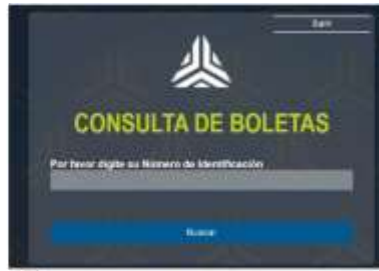 Salir
CONSULTA DE BOLETAS
Por favor digite su Número de Identificación
Buscar